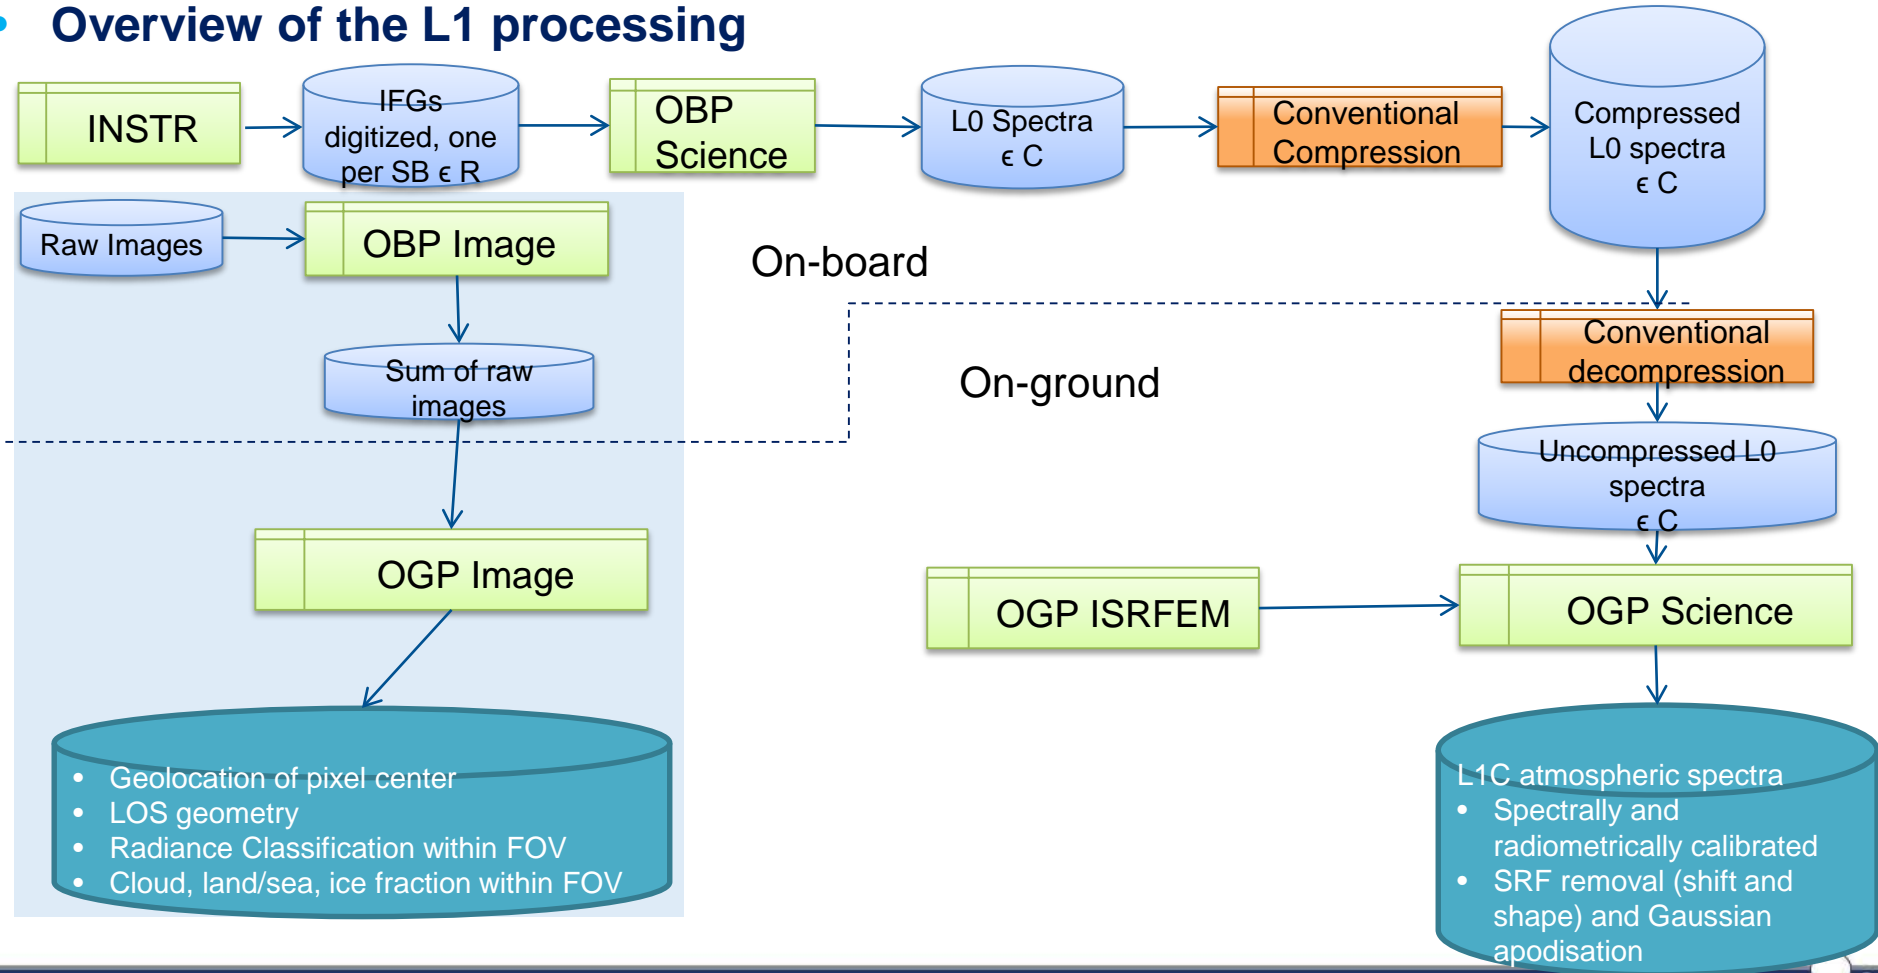 • Overview of the L1 processing
INSTR
IFGs
digitized, one
per SB ϵ R
OBP
Science
L0 Spectra
ϵ C
Conventional
Compression
Compressed
L0 spectra
ϵ C
Raw Images
OBP Image
On-board
Sum of raw
images
On-ground
Conventional
decompression
Uncompressed L0
spectra
ϵ C
OGP Image
OGP ISRFEM
OGP Science
• Geolocation of pixel center
• LOS geometry
• Radiance Classification within FOV
• Cloud, land/sea, ice fraction within FOV
L1C atmospheric spectra
• Spectrally and
radiometrically calibrated
• SRF removal (shift and
shape) and Gaussian
apodisation